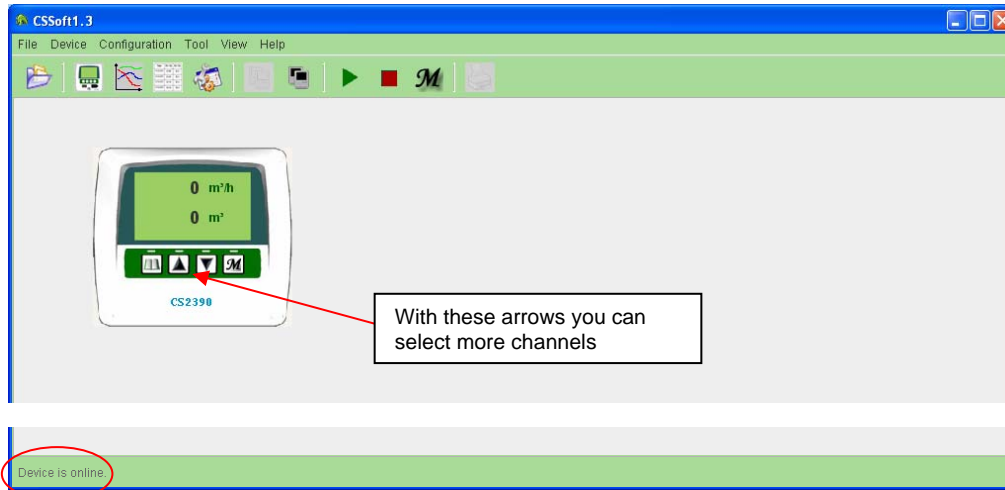 CSSoft1.3
File Device Configuration Tool View Help
M
0 m³/h
0 m³
M
CS2390
With these arrows you can
select more channels
Device is online.